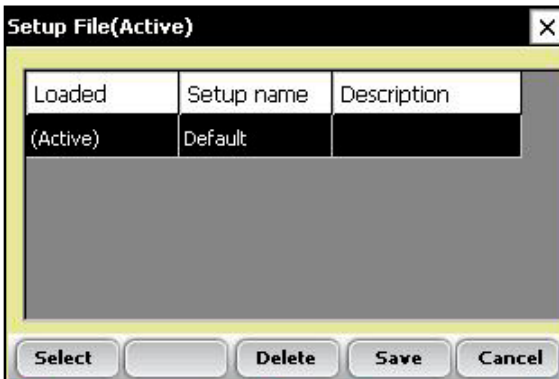 Setup File(Active)
Loaded Setup name Description
(Active) Default
Select Delete Save Cancel